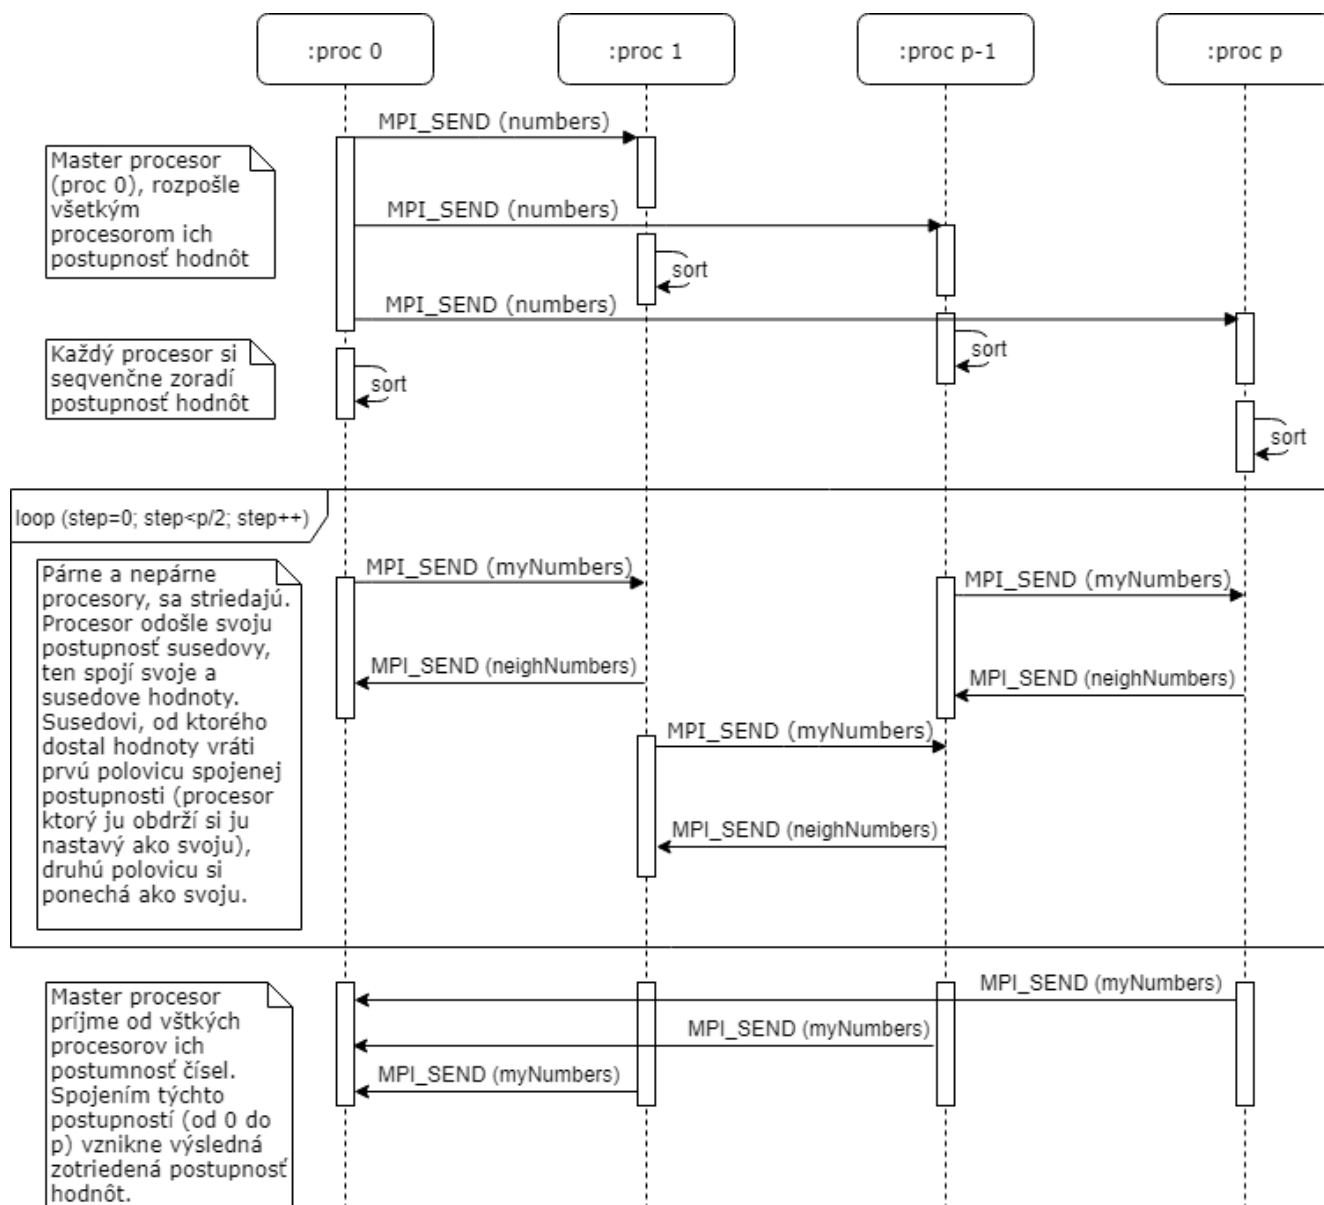 :proc 0
:proc 1
:proc p-1
:proc p
MPI_SEND (numbers)
Master procesor
(proc 0), rozpošle
všetkým
procesorom ich
postupnosť hodnôt
MPI_SEND (numbers)
sort
MPI_SEND (numbers)
sort
Každý procesor si
seqvenčne zoradí
postupnosť hodnôt
sort
sort
loop (step=0; step<p/2; step++)
Párne a nepárne
procesory, sa striedajú.
Procesor odošle svoju
postupnosť susedovy,
ten spojí svoje a
susedove hodnoty.
Susedovi, od ktorého
dostal hodnoty vráti
prvú polovicu spojenej
postupnosti (procesor
ktorý ju obdrží si ju
nastavý ako svoju),
druhú polovicu si
ponechá ako svoju.
MPI_SEND (myNumbers)
MPI_SEND (myNumbers)
MPI_SEND (neighNumbers)
MPI_SEND (neighNumbers)
MPI_SEND (myNumbers)
MPI_SEND (neighNumbers)
Master procesor
príjme od vštkých
procesorov ich
postumnosť čísel.
Spojením týchto
postupností (od 0 do
p) vznikne výsledná
zotriedená postupnosť
hodnôt.
MPI_SEND (myNumbers)
MPI_SEND (myNumbers)
MPI_SEND (myNumbers)